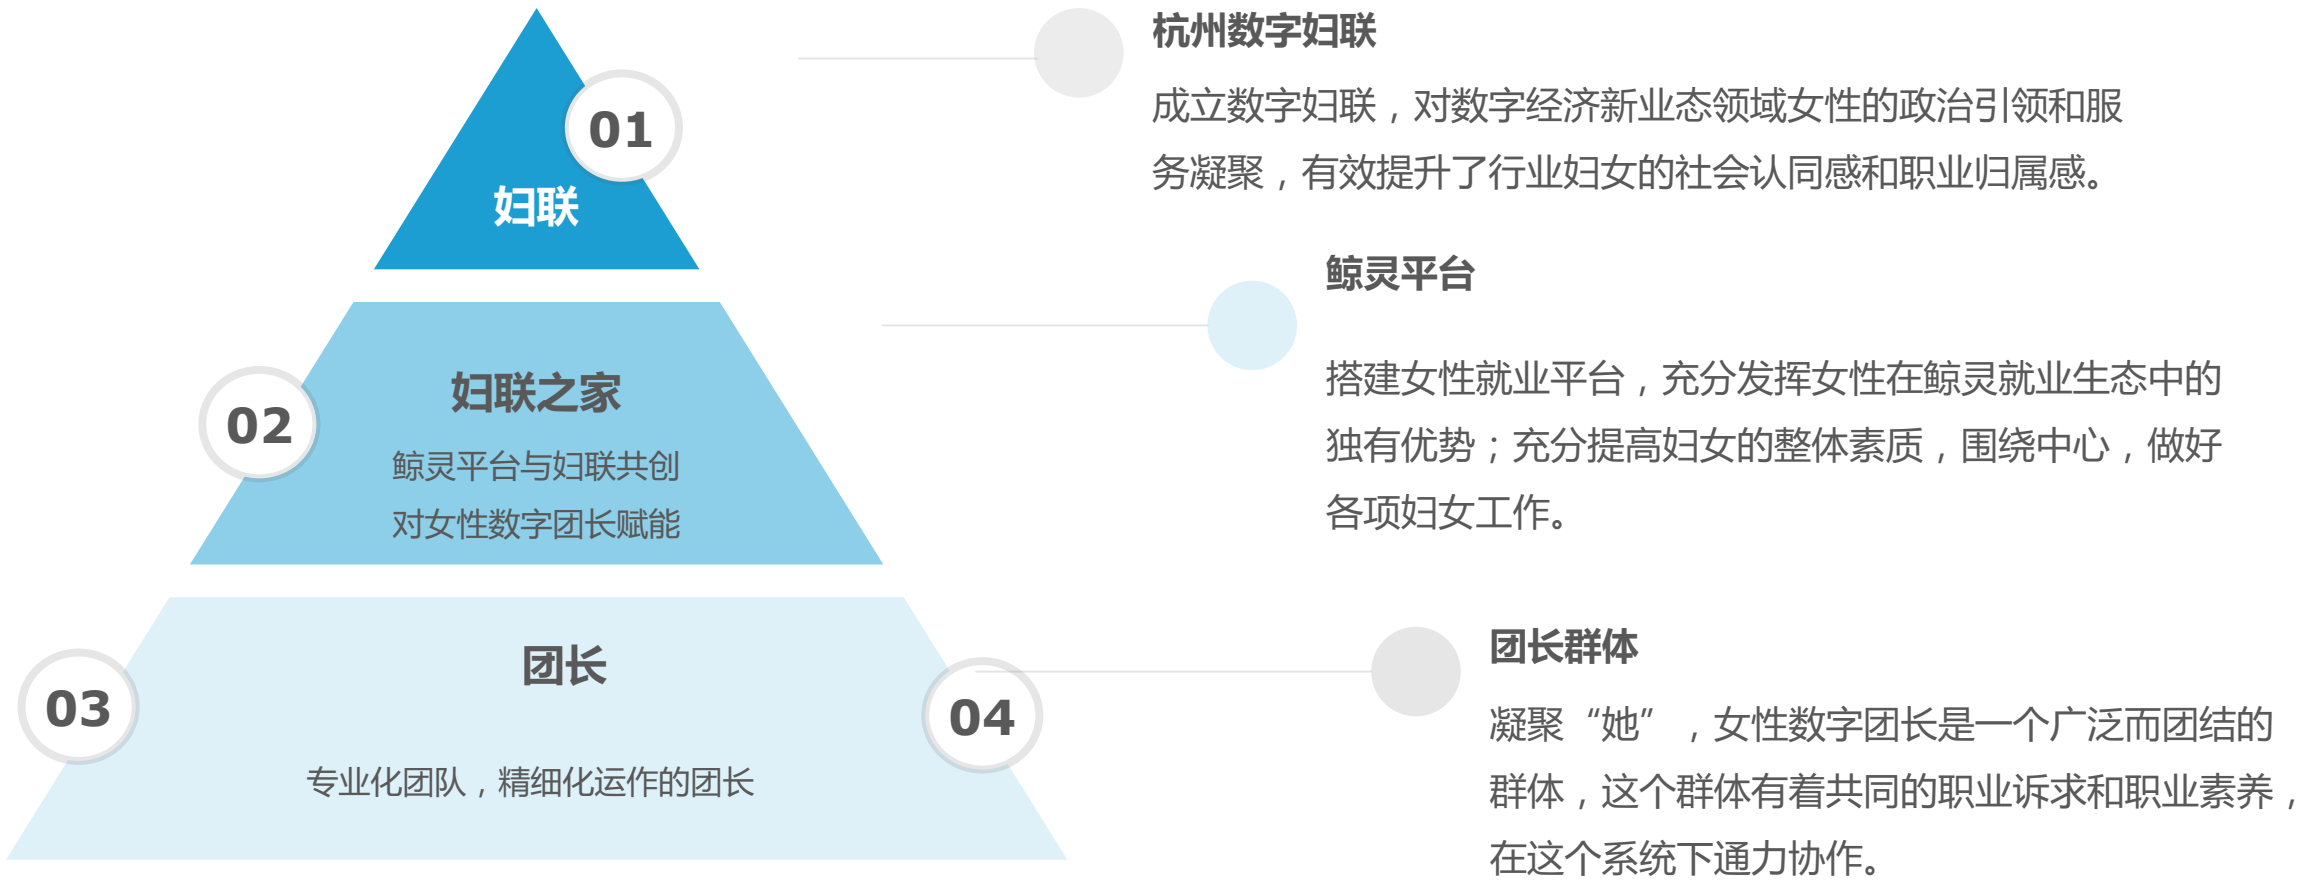 01
妇联
02
妇联之家
鲸灵平台与妇联共创
对女性数字团长赋能
03
团长
04
专业化团队，精细化运作的团长
杭州数字妇联
成立数字妇联，对数字经济新业态领域女性的政治引领和服
务凝聚，有效提升了行业妇女的社会认同感和职业归属感。
鲸灵平台
搭建女性就业平台，充分发挥女性在鲸灵就业生态中的
独有优势；充分提高妇女的整体素质，围绕中心，做好
各项妇女工作。
团长群体
凝聚“她”，女性数字团长是一个广泛而团结的
群体，这个群体有着共同的职业诉求和职业素养，
在这个系统下通力协作。